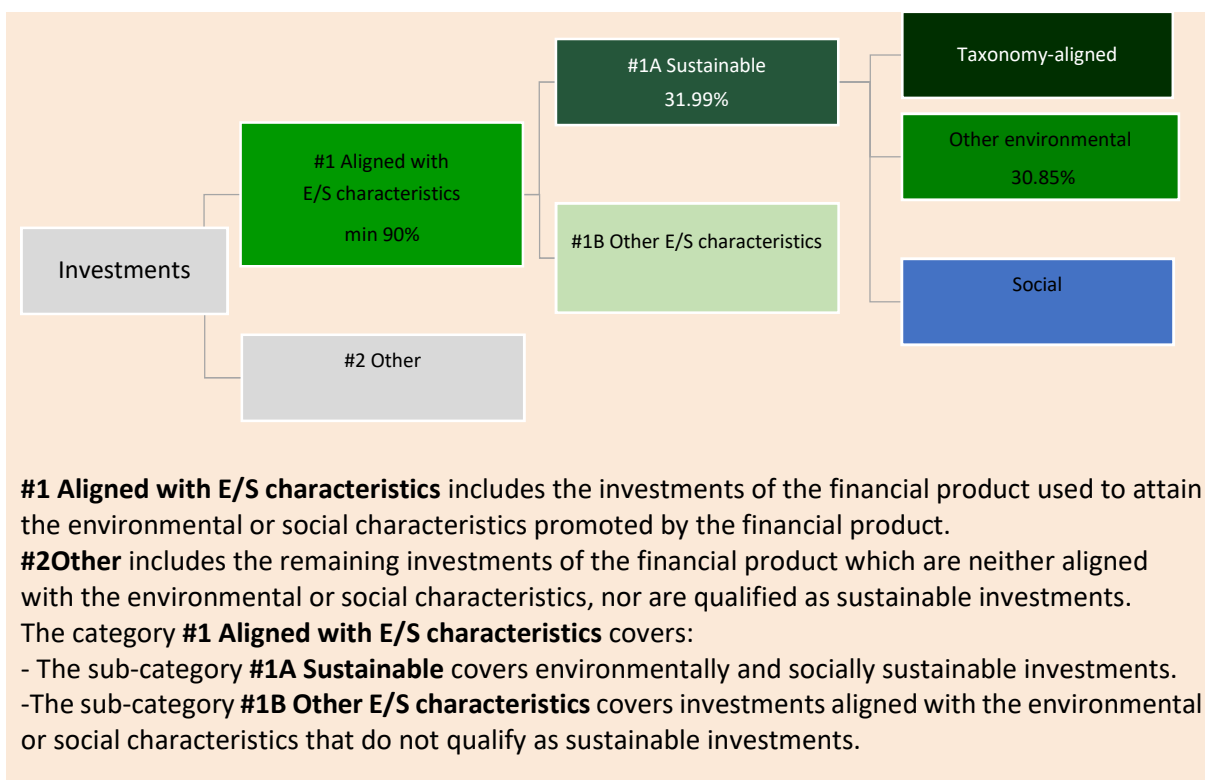 Taxonomy-aligned
#1A Sustainable
31.99%
Other environmental
30.85%
#1 Aligned with
E/S characteristics
min 90%
#1B Other E/S characteristics
Investments
Social
#2 Other
#1 Aligned with E/S characteristics includes the investments of the financial product used to attain
the environmental or social characteristics promoted by the financial product.
#2Other includes the remaining investments of the financial product which are neither aligned
with the environmental or social characteristics, nor are qualified as sustainable investments.
The category #1 Aligned with E/S characteristics covers:
- The sub-category #1A Sustainable covers environmentally and socially sustainable investments.
-The sub-category #1B Other E/S characteristics covers investments aligned with the environmental
or social characteristics that do not qualify as sustainable investments.